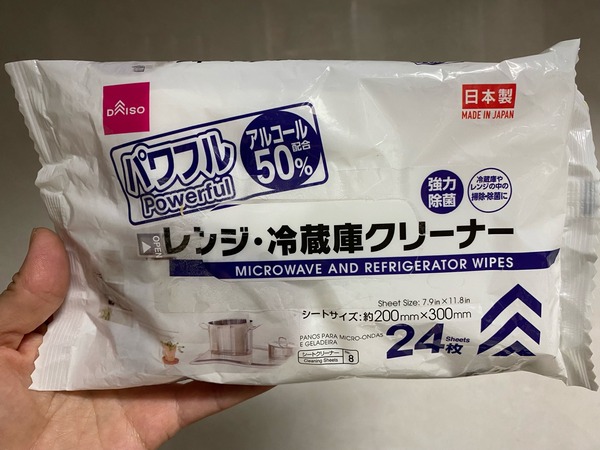 DAISO
日本製
MADE IN JAPAN
パワフル
Powerful
アルコール
配合
50%
強力
除菌
冷蔵庫や
レンジの中の
掃除・除菌に
OPEN
レンジ・冷蔵庫クリーナー
MICROWAVE AND REFRIGERATOR WIPES
Sheet Size: 7.9in×11.8in
シートサイズ:約200mm×300mm
PANOS PARA MICRO-ONDAS
E GELADEIRA
24枚
Sheets
シートクリーナー
Cleaning Sheets
No.
8